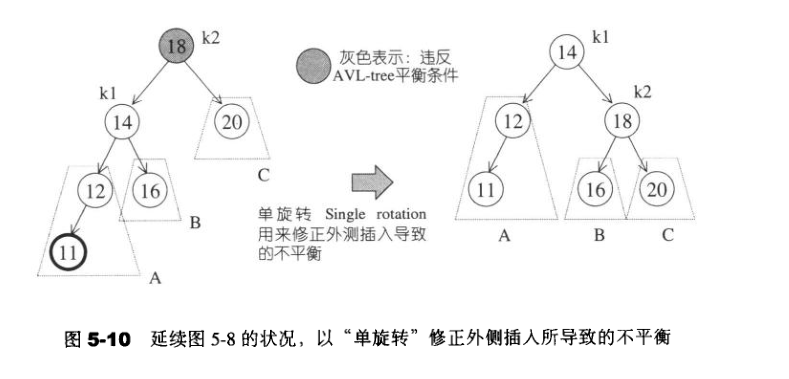 18 k2
灰色表示：违反
AVL-tree平衡条件
k1
14
20
C
12
16
B
11
A
单旋转 Single rotation
用来修正外测插入导致
的不平衡
k1
14
k2
12
18
11
16
20
A
B
C
图 5-10 延续图 5-8 的状况，以“单旋转”修正外侧插入所导致的不平衡